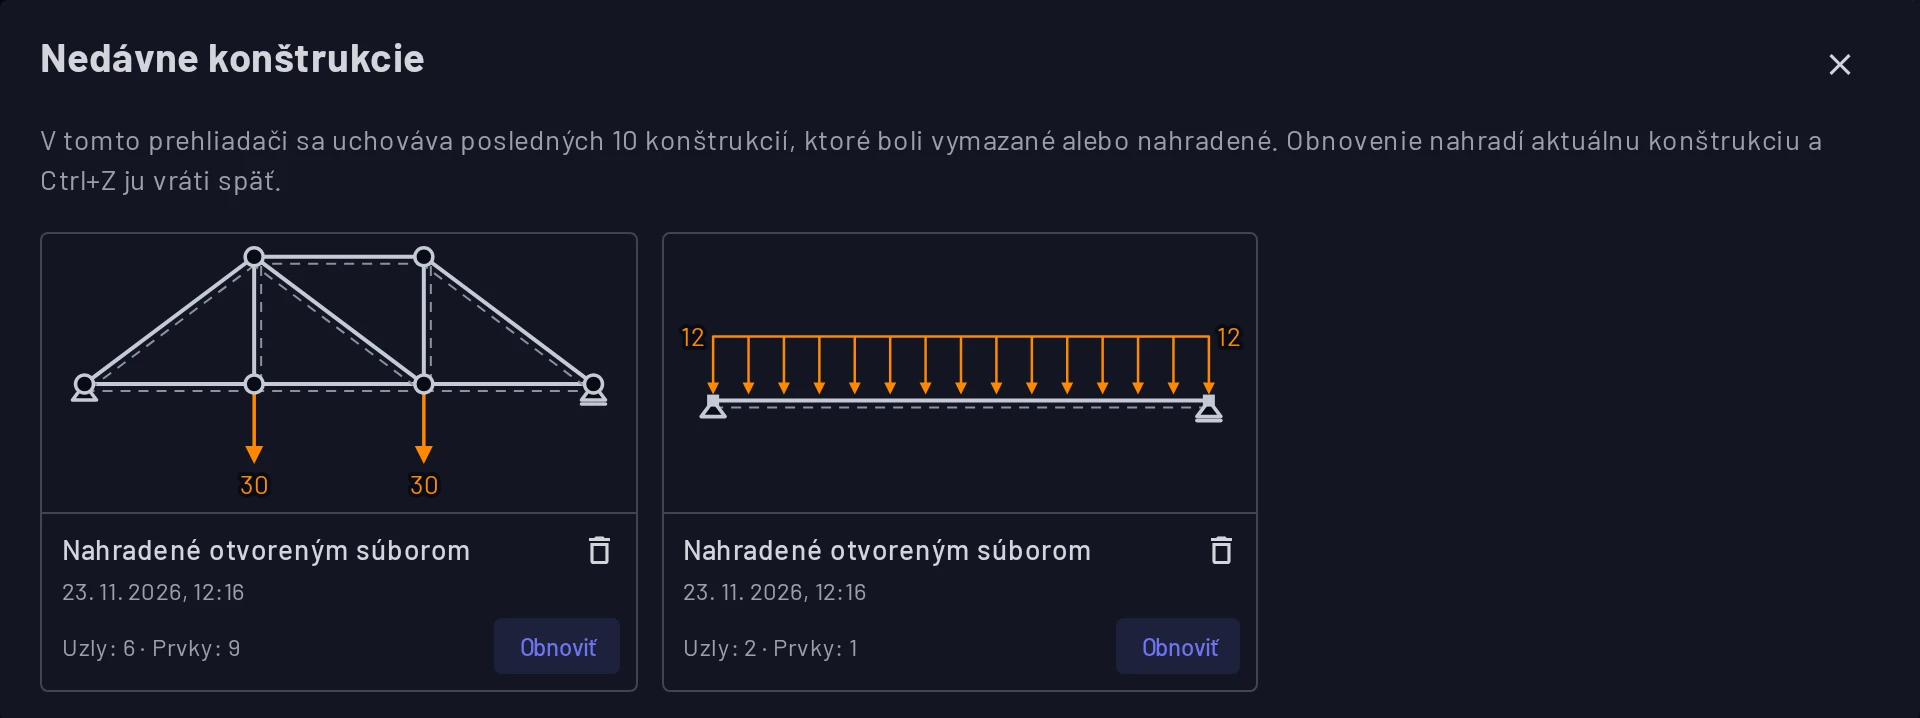 Nedávne konštrukcie
V tomto prehliadači sa uchováva posledných 10 konštrukcií, ktoré boli vymazané alebo nahradené. Obnovenie nahradí aktuálnu konštrukciu a
Ctrl+Z ju vráti späť.
30 30
Nahradené otvoreným súborom
23. 11. 2026, 12:16
Uzly: 6 · Prvky: 9
Obnoviť
12 12
Nahradené otvoreným súborom
23. 11. 2026, 12:16
Uzly: 2 · Prvky: 1
Obnoviť